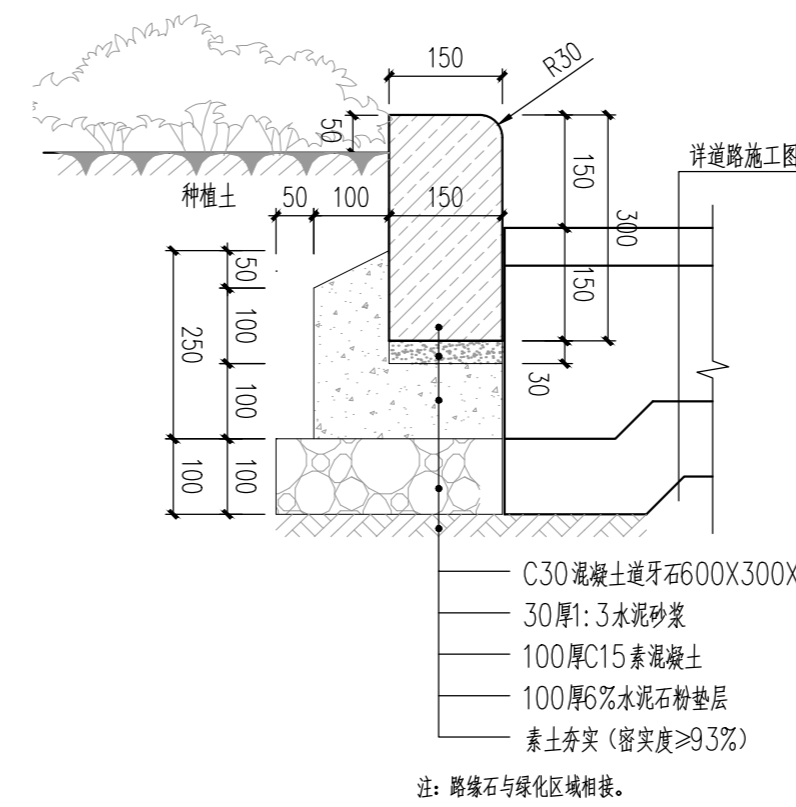 150
R30
50
150
详道路施工图
种植土
50
100
150
300
50
150
100
250
30
100
100
100
C30混凝土道牙石600X300X
30厚1:3水泥砂浆
100厚C15素混凝土
100厚6%水泥石粉垫层
素土夯实(密实度≥93%)
注: 路缘石与绿化区域相接。